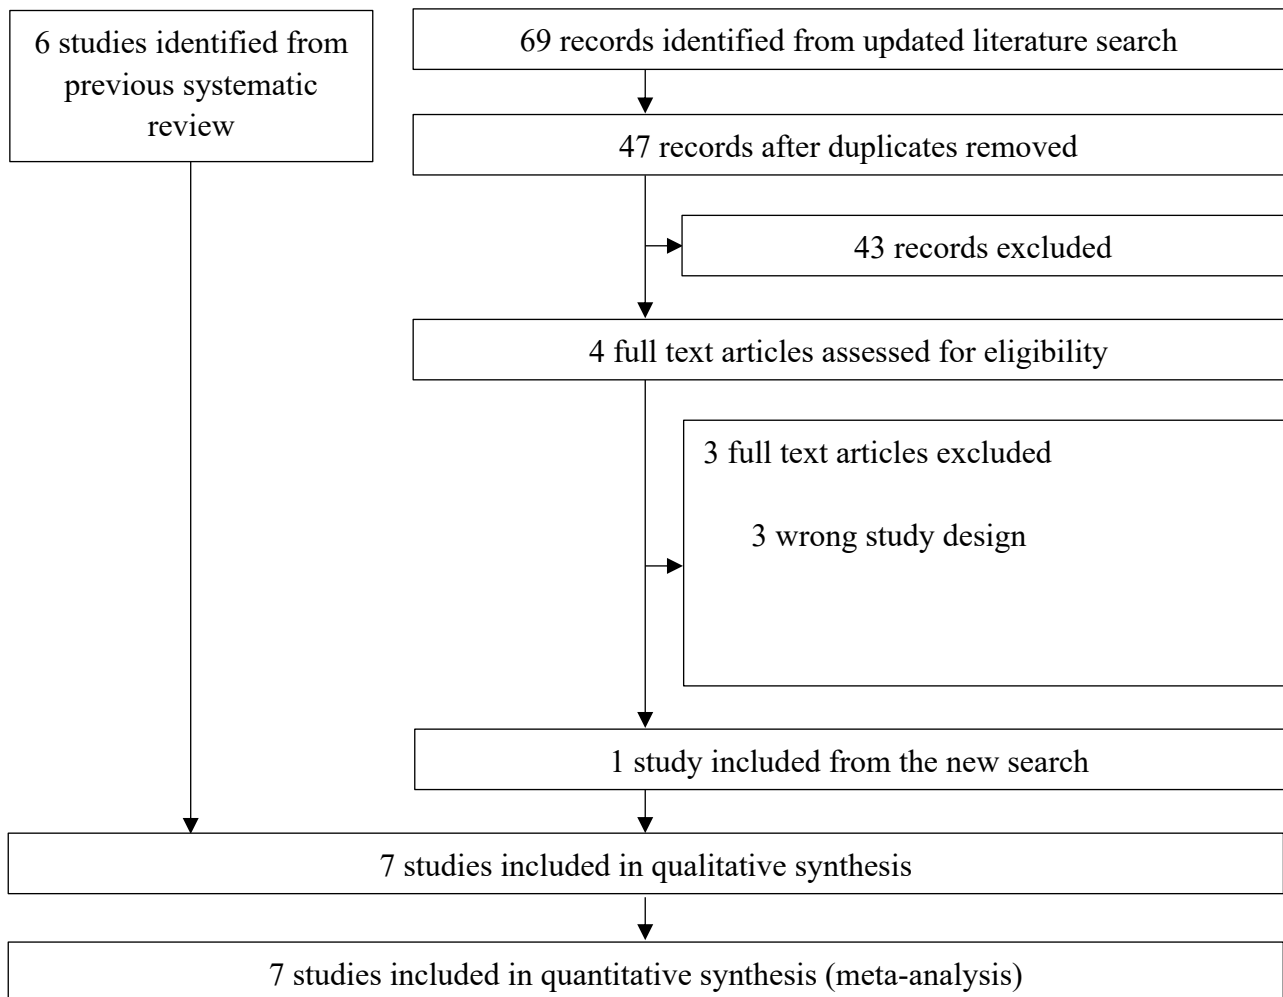 6 studies identified from
previous systematic
review
69 records identified from updated literature search
47 records after duplicates removed
43 records excluded
4 full text articles assessed for eligibility
3 full text articles excluded
3 wrong study design
1 study included from the new search
7 studies included in qualitative synthesis
7 studies included in quantitative synthesis (meta-analysis)